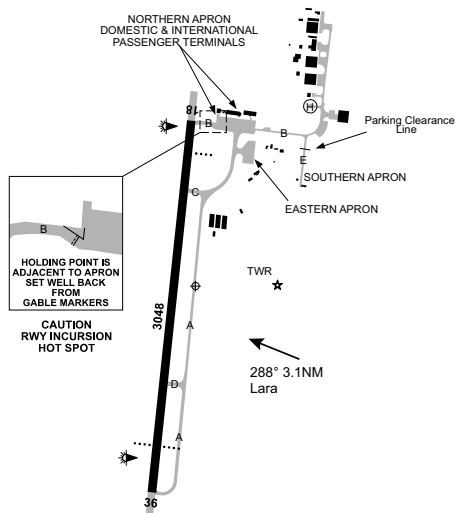 NORTHERN APRON
DOMESTIC & INTERNATIONAL
PASSENGER TERMINALS
18
B
H
B
Parking Clearance
Line
E
SOUTHERN APRON
EASTERN APRON
C
B
HOLDING POINT IS
ADJACENT TO APRON
SET WELL BACK
FROM
GABLE MARKERS
CAUTION
RWY INCURSION
HOT SPOT
TWR
3048
A
288° 3.1NM
Lara
D
A
36